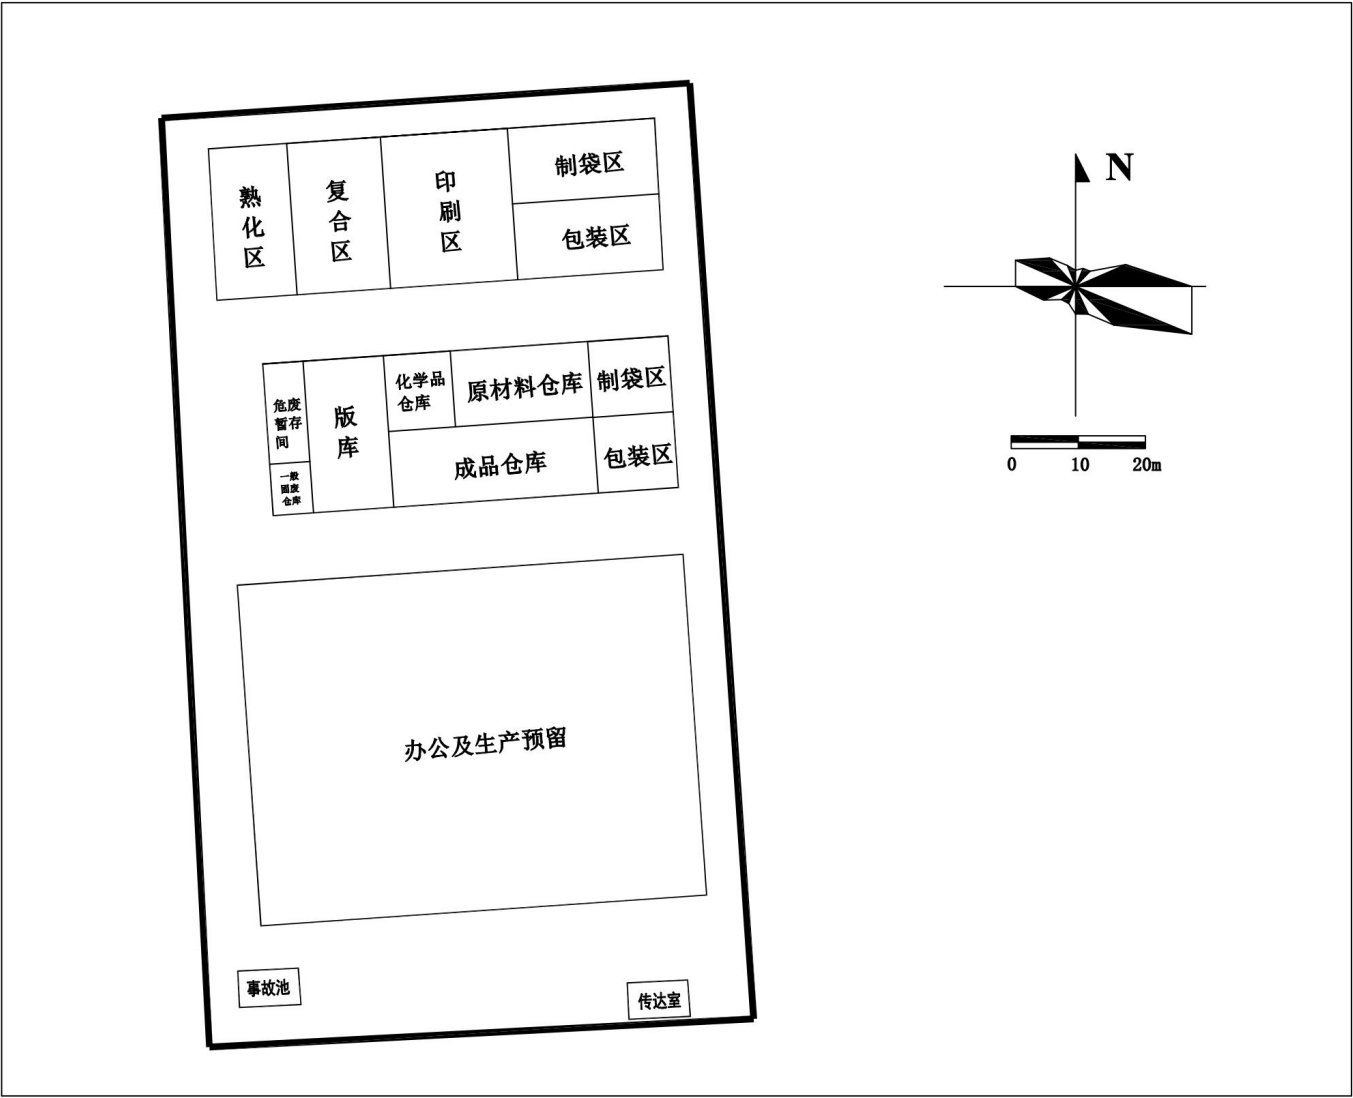 熟
化
区
复
合
区
印
刷
区
制袋区
包装区
N
0 10 20m
危废
暂存
间
一般
固废
仓库
版
库
化学品
仓库
原材料仓库
制袋区
成品仓库
包装区
办公及生产预留
事故池
传达室